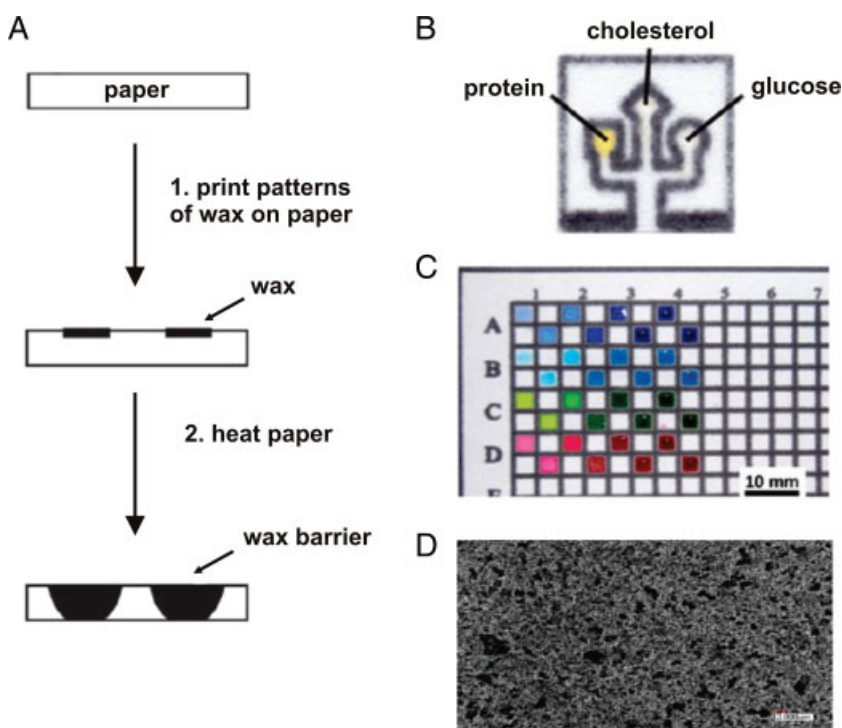 A
paper
1. print patterns
of wax on paper
wax
2. heat paper
wax barrier
B
cholesterol
protein
glucose
C
1 2 3 4 5 6 7
A
B
C
D
10 mm
D